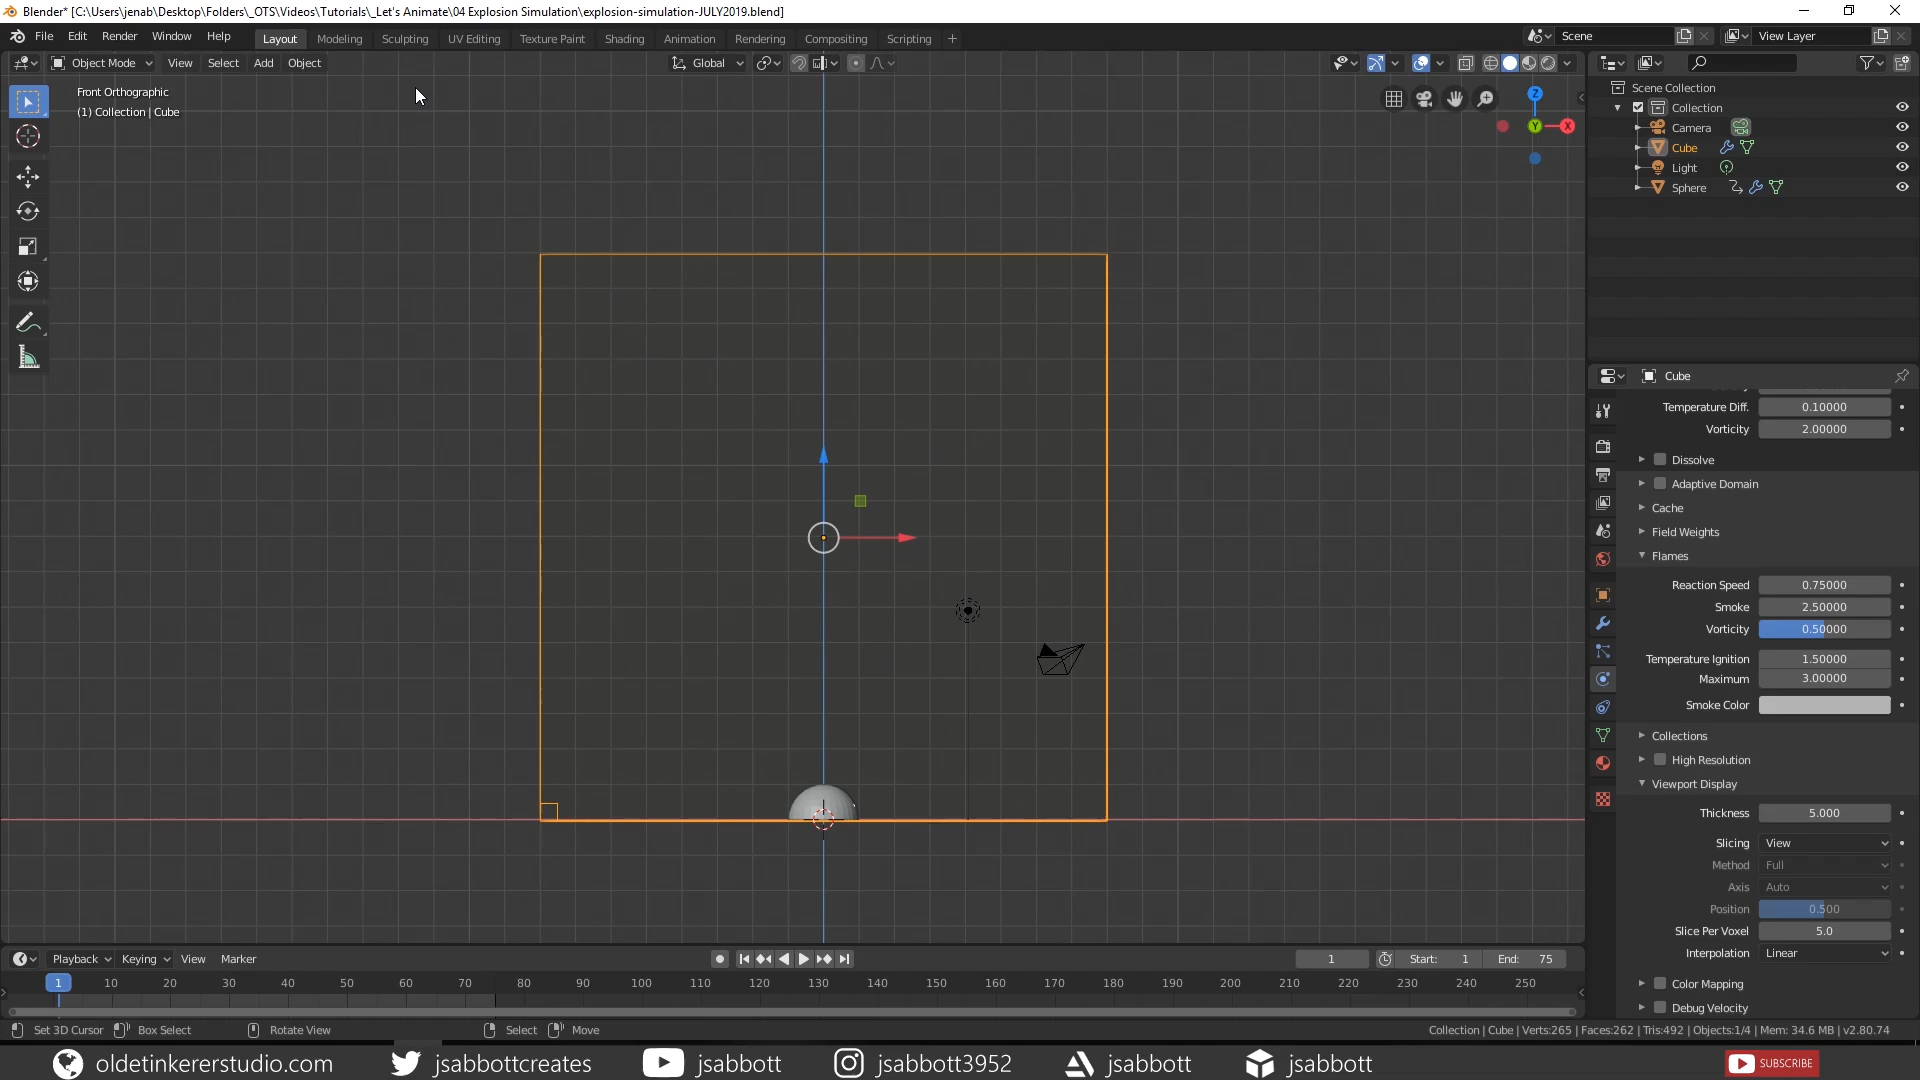 Blender* [C:\Users\jenab\Desktop\Folders\_OTS\Videos\Tutorials\_Let's Animate\04 Explosion Simulation\explosion-simulation-JULY2019.blend]
File Edit Render Window Help Layout Modeling Sculpting UV Editing Texture Paint Shading Animation Rendering Compositing Scripting + Scene View Layer
Object Mode View Select Add Object Global
Front Orthographic
(1) Collection | Cube
Z
Y X
Scene Collection
Collection
Camera
Cube
Light
Sphere
Cube
Temperature Diff. 0.10000
Vorticity 2.00000
Dissolve
Adaptive Domain
Cache
Field Weights
Flames
Reaction Speed 0.75000
Smoke 2.50000
Vorticity 0.50000
Temperature Ignition 1.50000
Maximum 3.00000
Smoke Color
Collections
High Resolution
Viewport Display
Thickness 5.000
Slicing View
Method Full
Axis Auto
Position 0.500
Slice Per Voxel 5.0
Interpolation Linear
Color Mapping
Debug Velocity
Playback Keying View Marker 1 Start: 1 End: 75
1 10 20 30 40 50 60 70 80 90 100 110 120 130 140 150 160 170 180 190 200 210 220 230 240 250
Set 3D Cursor Box Select Rotate View Select Move Collection | Cube | Verts:265 | Faces:262 | Tris:492 | Objects:1/4 | Mem: 34.6 MB | v2.80.74
oldetinkererstudio.com jsabbottcreates jsabbott jsabbott3952 jsabbott jsabbott SUBSCRIBE